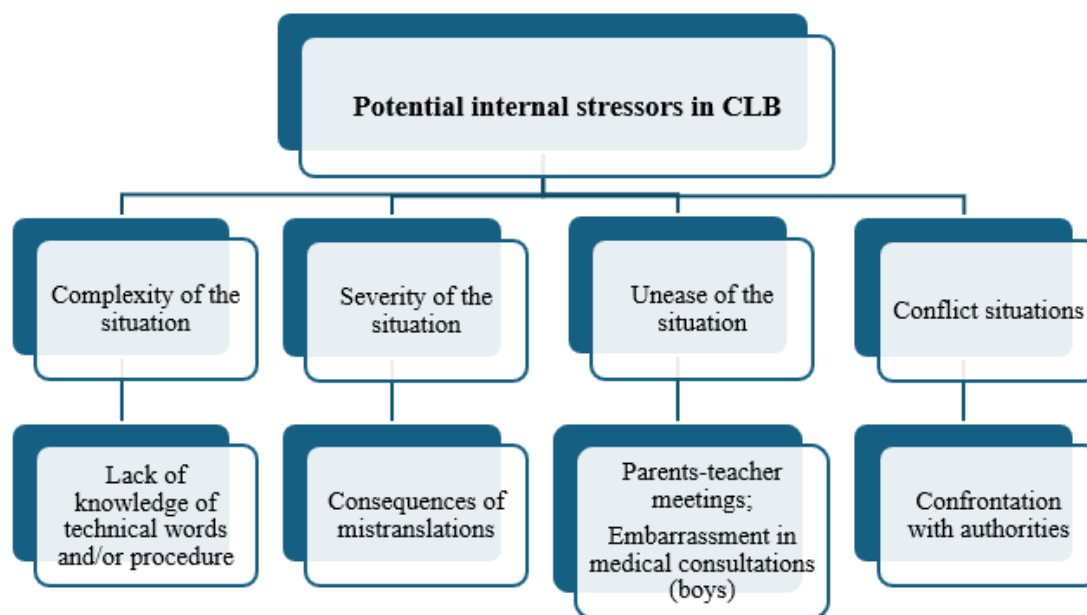 Potential internal stressors in CLB
Complexity of the
situation
Severity of the
situation
Unease of the
situation
Conflict situations
Lack of
knowledge of
technical words
and/or procedure
Consequences of
mistranslations
Parents-teacher
meetings;
Embarrassment in
medical consultations
(boys)
Confrontation
with authorities